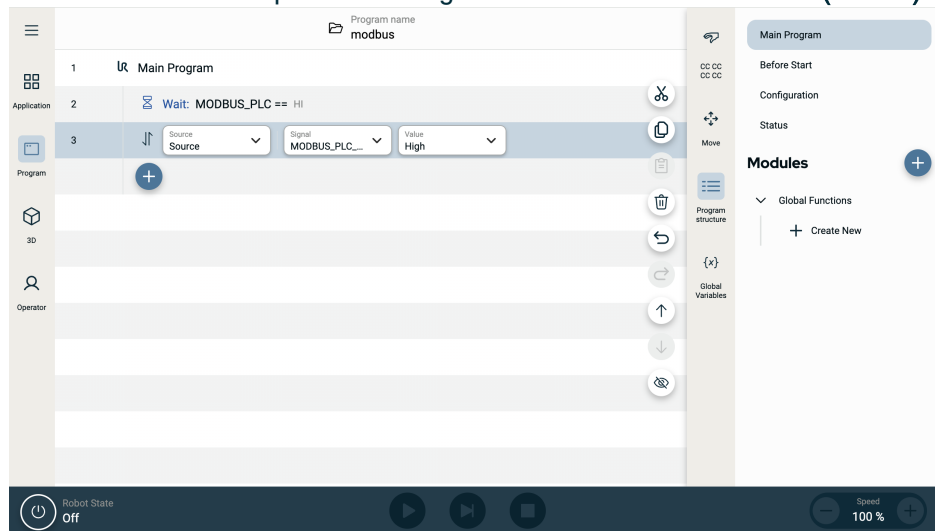 Program name
modbus
Application
Program
3D
Operator
1 Main Program
2 Wait: MODBUS_PLC == HI
3 Source Source Signal MODBUS_PLC_... Value High
CC CC
CC CC
Move
Program
structure
{x}
Global
Variables
Main Program
Before Start
Configuration
Status
Modules
Global Functions
Create New
Robot State
Off
Speed
100 %